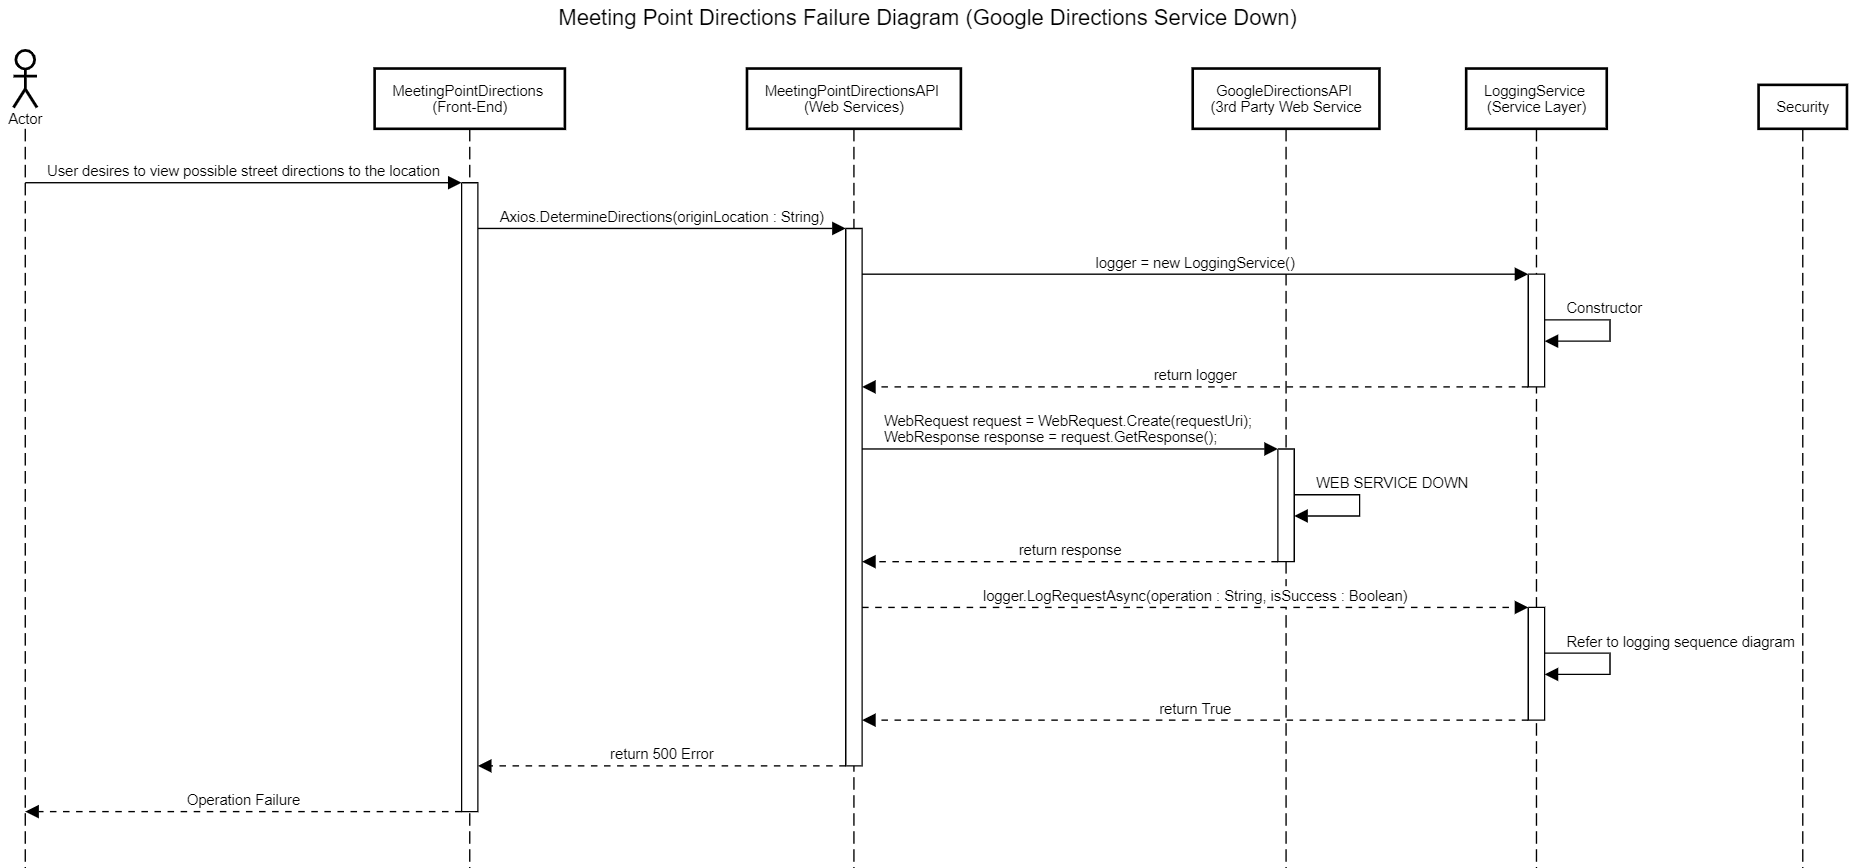 Meeting Point Directions Failure Diagram (Google Directions Service Down)
Actor
MeetingPointDirections
(Front-End)
MeetingPointDirectionsAPI
(Web Services)
GoogleDirectionsAPI
(3rd Party Web Service
LoggingService
(Service Layer)
Security
User desires to view possible street directions to the location
Axios.DetermineDirections(originLocation : String)
logger = new LoggingService()
Constructor
return logger
WebRequest request = WebRequest.Create(requestUri);
WebResponse response = request.GetResponse();
WEB SERVICE DOWN
return response
logger.LogRequestAsync(operation : String, isSuccess : Boolean)
Refer to logging sequence diagram
return True
return 500 Error
Operation Failure